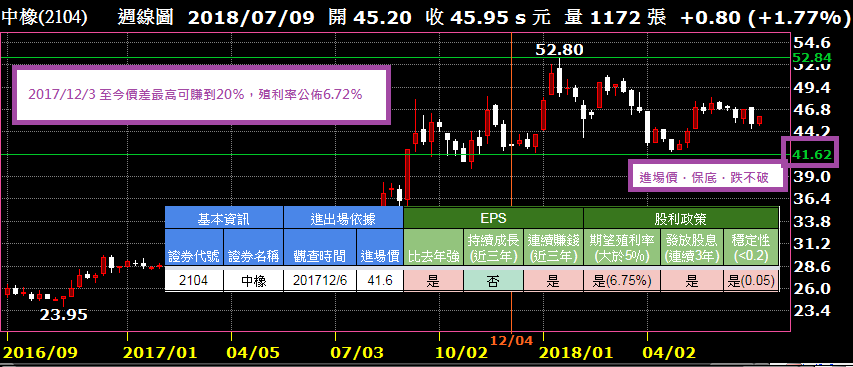 中橡(2104) 週線圖 2018/07/09 開 45.20 收 45.95 s 元 量 1172 張 +0.80 (+1.77%)
54.6
52.80
52.84
52.0
2017/12/3 至今價差最高可賺到20%，殖利率公佈6.72%
49.4
46.8
44.2
41.62
進場價．保底．跌不破
39.0
36.4
33.8
31.2
28.6
26.0
23.4
基本資訊 進出場依據 EPS 股利政策
證券代號 證券名稱 觀查時間 進場價 比去年強 持續成長(近三年) 連續賺錢(近三年) 期望殖利率(大於5%) 發放股息(連續3年) 穩定性(<0.2)
2104 中橡 201712/6 41.6 是 否 是 是(6.75%) 是 是(0.05)
23.95
2016/09 2017/01 04/05 07/03 10/02 12/04 2018/01 04/02